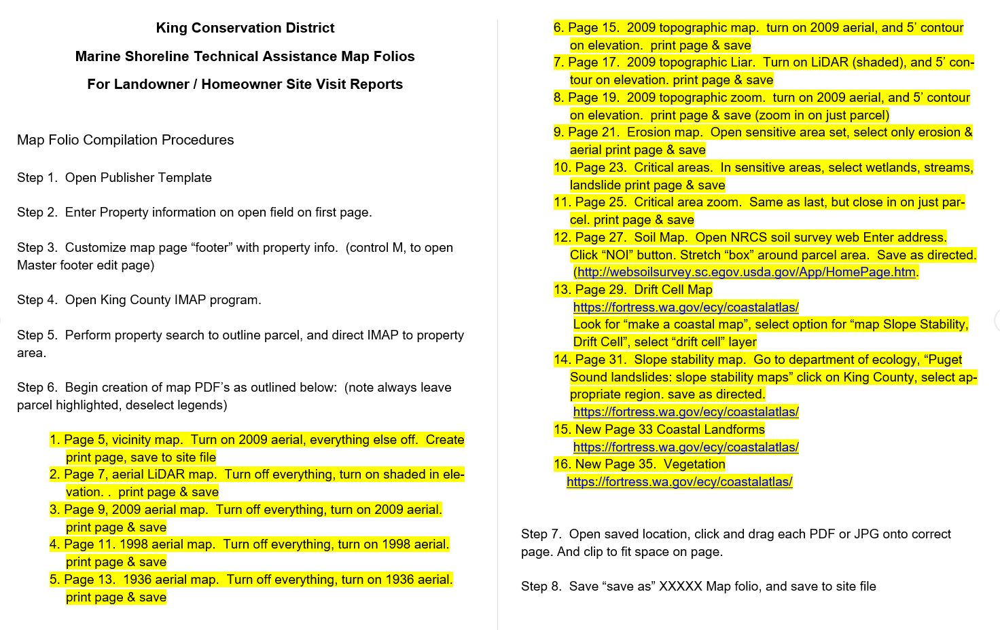 King Conservation District
Marine Shoreline Technical Assistance Map Folios
For Landowner / Homeowner Site Visit Reports
Map Folio Compilation Procedures
Step 1.  Open Publisher Template
Step 2.  Enter Property information on open field on first page.
Step 3.  Customize map page “footer” with property info.  (control M, to open
Master footer edit page)
Step 4.  Open King County IMAP program.
Step 5.  Perform property search to outline parcel, and direct IMAP to property
area.
Step 6.  Begin creation of map PDF’s as outlined below:  (note always leave
parcel highlighted, deselect legends)
1. Page 5, vicinity map.  Turn on 2009 aerial, everything else off.  Create
print page, save to site file
2. Page 7, aerial LiDAR map.  Turn off everything, turn on shaded in ele-
vation. .  print page & save
3. Page 9, 2009 aerial map.  Turn off everything, turn on 2009 aerial.
print page & save
4. Page 11. 1998 aerial map.  Turn off everything, turn on 1998 aerial.
print page & save
5. Page 13.  1936 aerial map.  Turn off everything, turn on 1936 aerial.
print page & save
6. Page 15.  2009 topographic map.  turn on 2009 aerial, and 5’ contour
on elevation.  print page & save
7. Page 17.  2009 topographic Liar.  Turn on LiDAR (shaded), and 5’ con-
tour on elevation. print page & save
8. Page 19.  2009 topographic zoom.  turn on 2009 aerial, and 5’ contour
on elevation.  print page & save (zoom in on just parcel)
9. Page 21.  Erosion map.  Open sensitive area set, select only erosion &
aerial print page & save
10. Page 23.  Critical areas.  In sensitive areas, select wetlands, streams,
landslide print page & save
11. Page 25.  Critical area zoom.  Same as last, but close in on just par-
cel. print page & save
12. Page 27.  Soil Map.  Open NRCS soil survey web Enter address.
Click “NOI” button. Stretch “box” around parcel area.  Save as directed.
(http://websoilsurvey.sc.egov.usda.gov/App/HomePage.htm.
13. Page 29.  Drift Cell Map
https://fortress.wa.gov/ecy/coastalatlas/
Look for “make a coastal map”, select option for “map Slope Stability,
Drift Cell”, select “drift cell” layer
14. Page 31.  Slope stability map.  Go to department of ecology, “Puget
Sound landslides: slope stability maps” click on King County, select ap-
propriate region. save as directed.
https://fortress.wa.gov/ecy/coastalatlas/
15. New Page 33 Coastal Landforms
https://fortress.wa.gov/ecy/coastalatlas/
16. New Page 35.  Vegetation
https://fortress.wa.gov/ecy/coastalatlas/
Step 7.  Open saved location, click and drag each PDF or JPG onto correct
page. And clip to fit space on page.
Step 8.  Save “save as” XXXXX Map folio, and save to site file